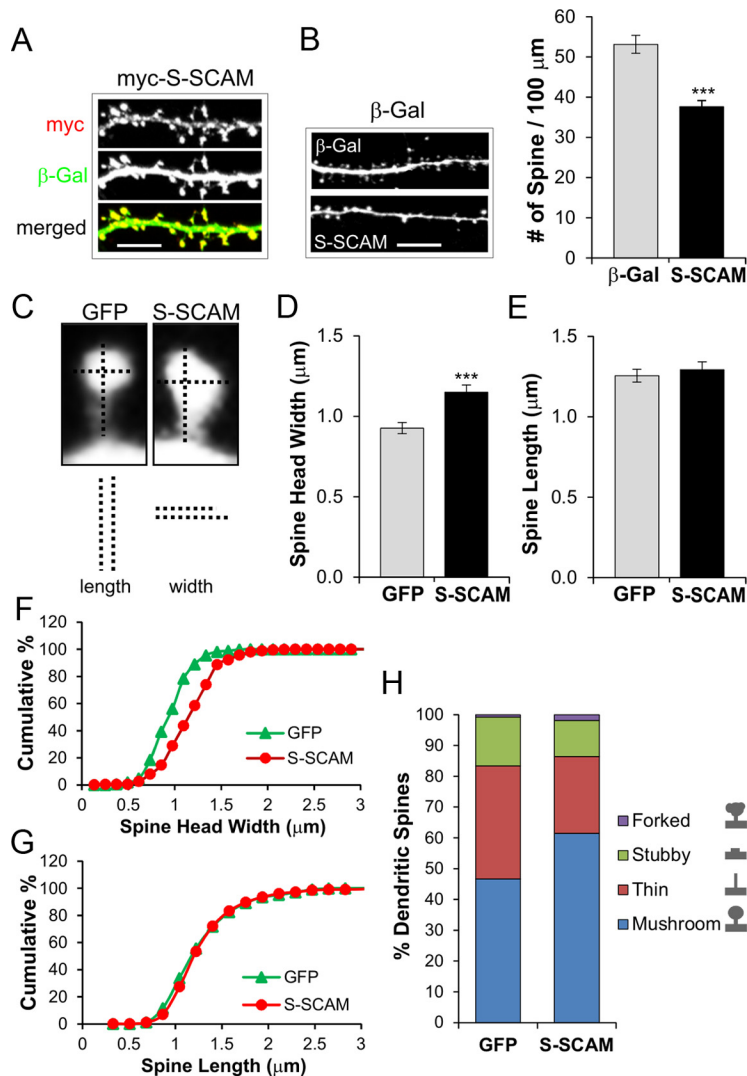 A
myc-S-SCAM
myc
β-Gal
merged
B
β-Gal
β-Gal
S-SCAM
# of Spine / 100 μm
60
50
40
30
20
10
0
***
β-Gal S-SCAM
C
GFP S-SCAM
length width
D
Spine Head Width (μm)
1.5
1.0
0.5
0.0
***
GFP S-SCAM
E
Spine Length (μm)
1.5
1.0
0.5
0.0
GFP S-SCAM
F
Cumulative %
120
100
80
60
40
20
0
GFP
S-SCAM
0 0.5 1 1.5 2 2.5 3
Spine Head Width (μm)
G
Cumulative %
120
100
80
60
40
20
0
GFP
S-SCAM
0 0.5 1 1.5 2 2.5 3
Spine Length (μm)
H
% Dendritic Spines
100
90
80
70
60
50
40
30
20
10
0
GFP S-SCAM
Forked
Stubby
Thin
Mushroom